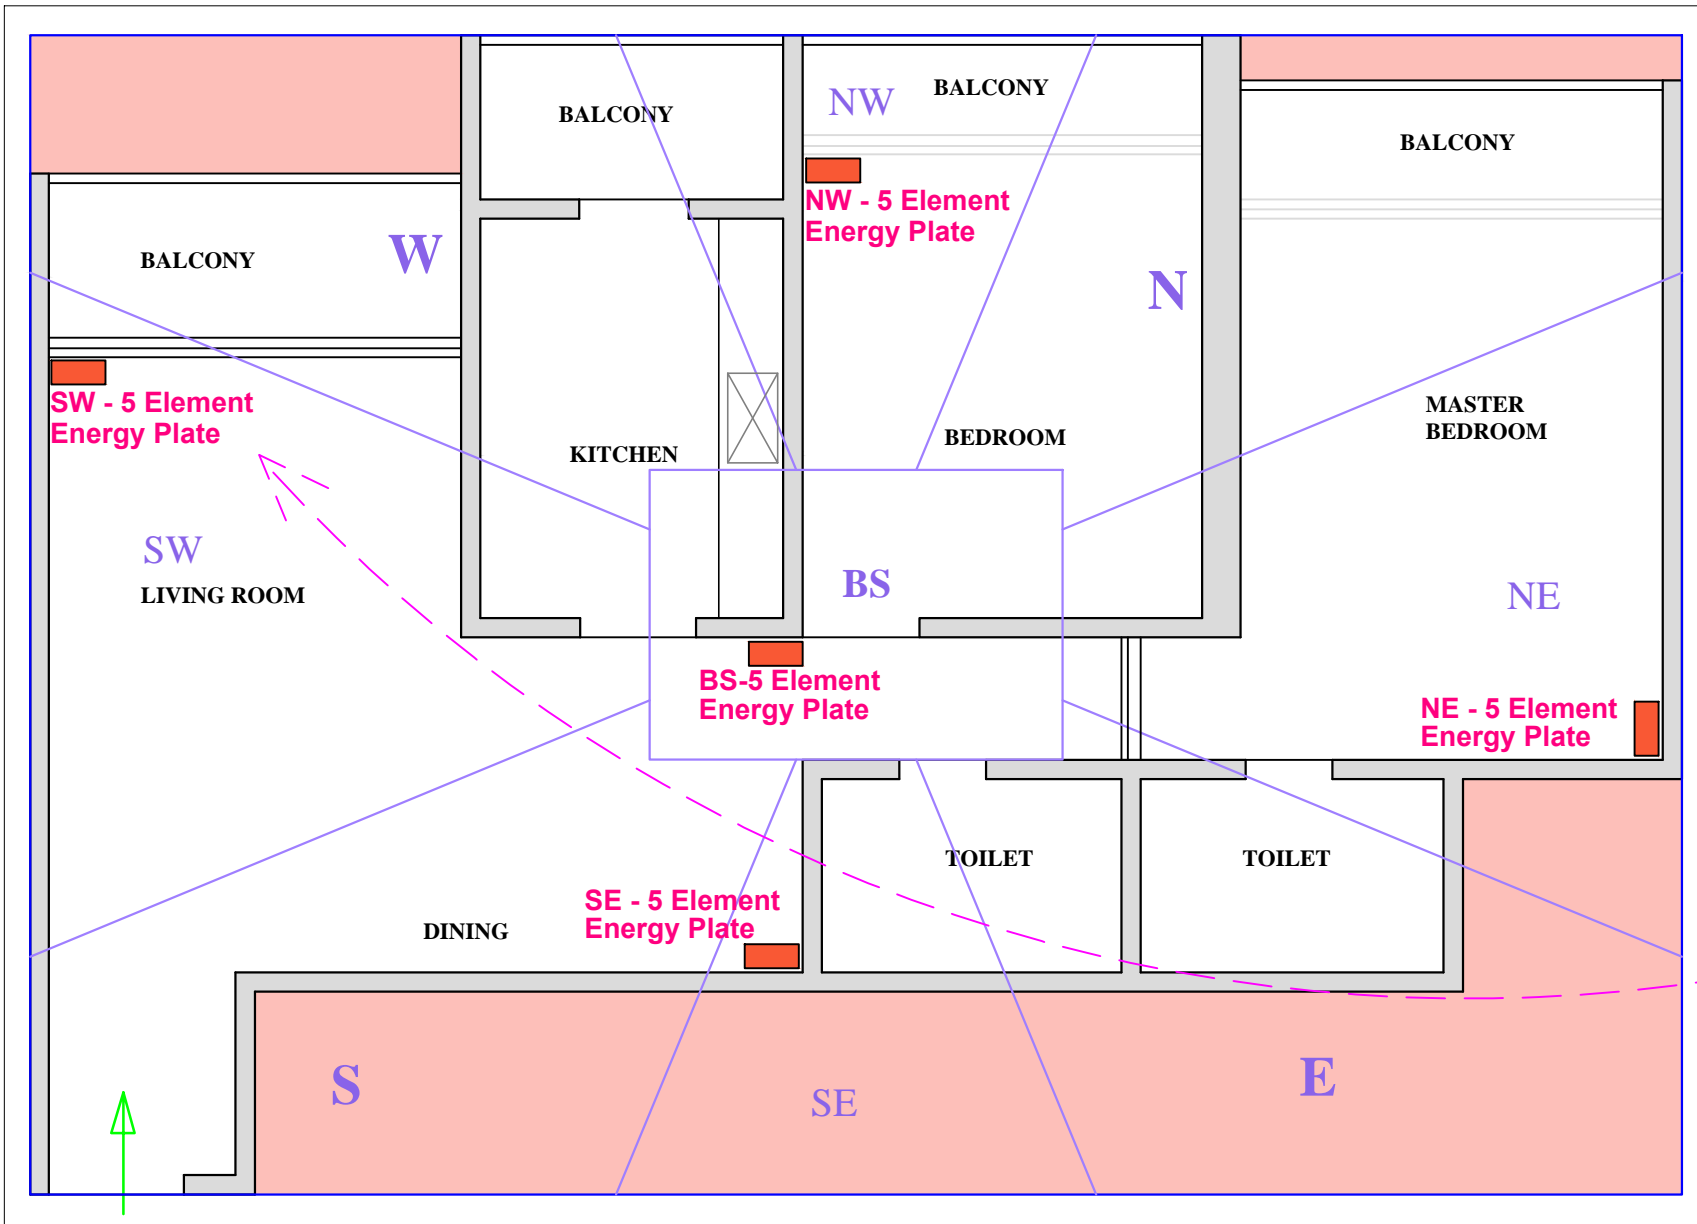 BALCONY
NW
BALCONY
BALCONY
NW - 5 Element
Energy Plate
W
BALCONY
N
SW - 5 Element
Energy Plate
MASTER
BEDROOM
KITCHEN
BEDROOM
SW
LIVING ROOM
BS
NE
BS-5 Element
Energy Plate
NE - 5 Element
Energy Plate
TOILET
TOILET
SE - 5 Element
Energy Plate
DINING
S
SE
E